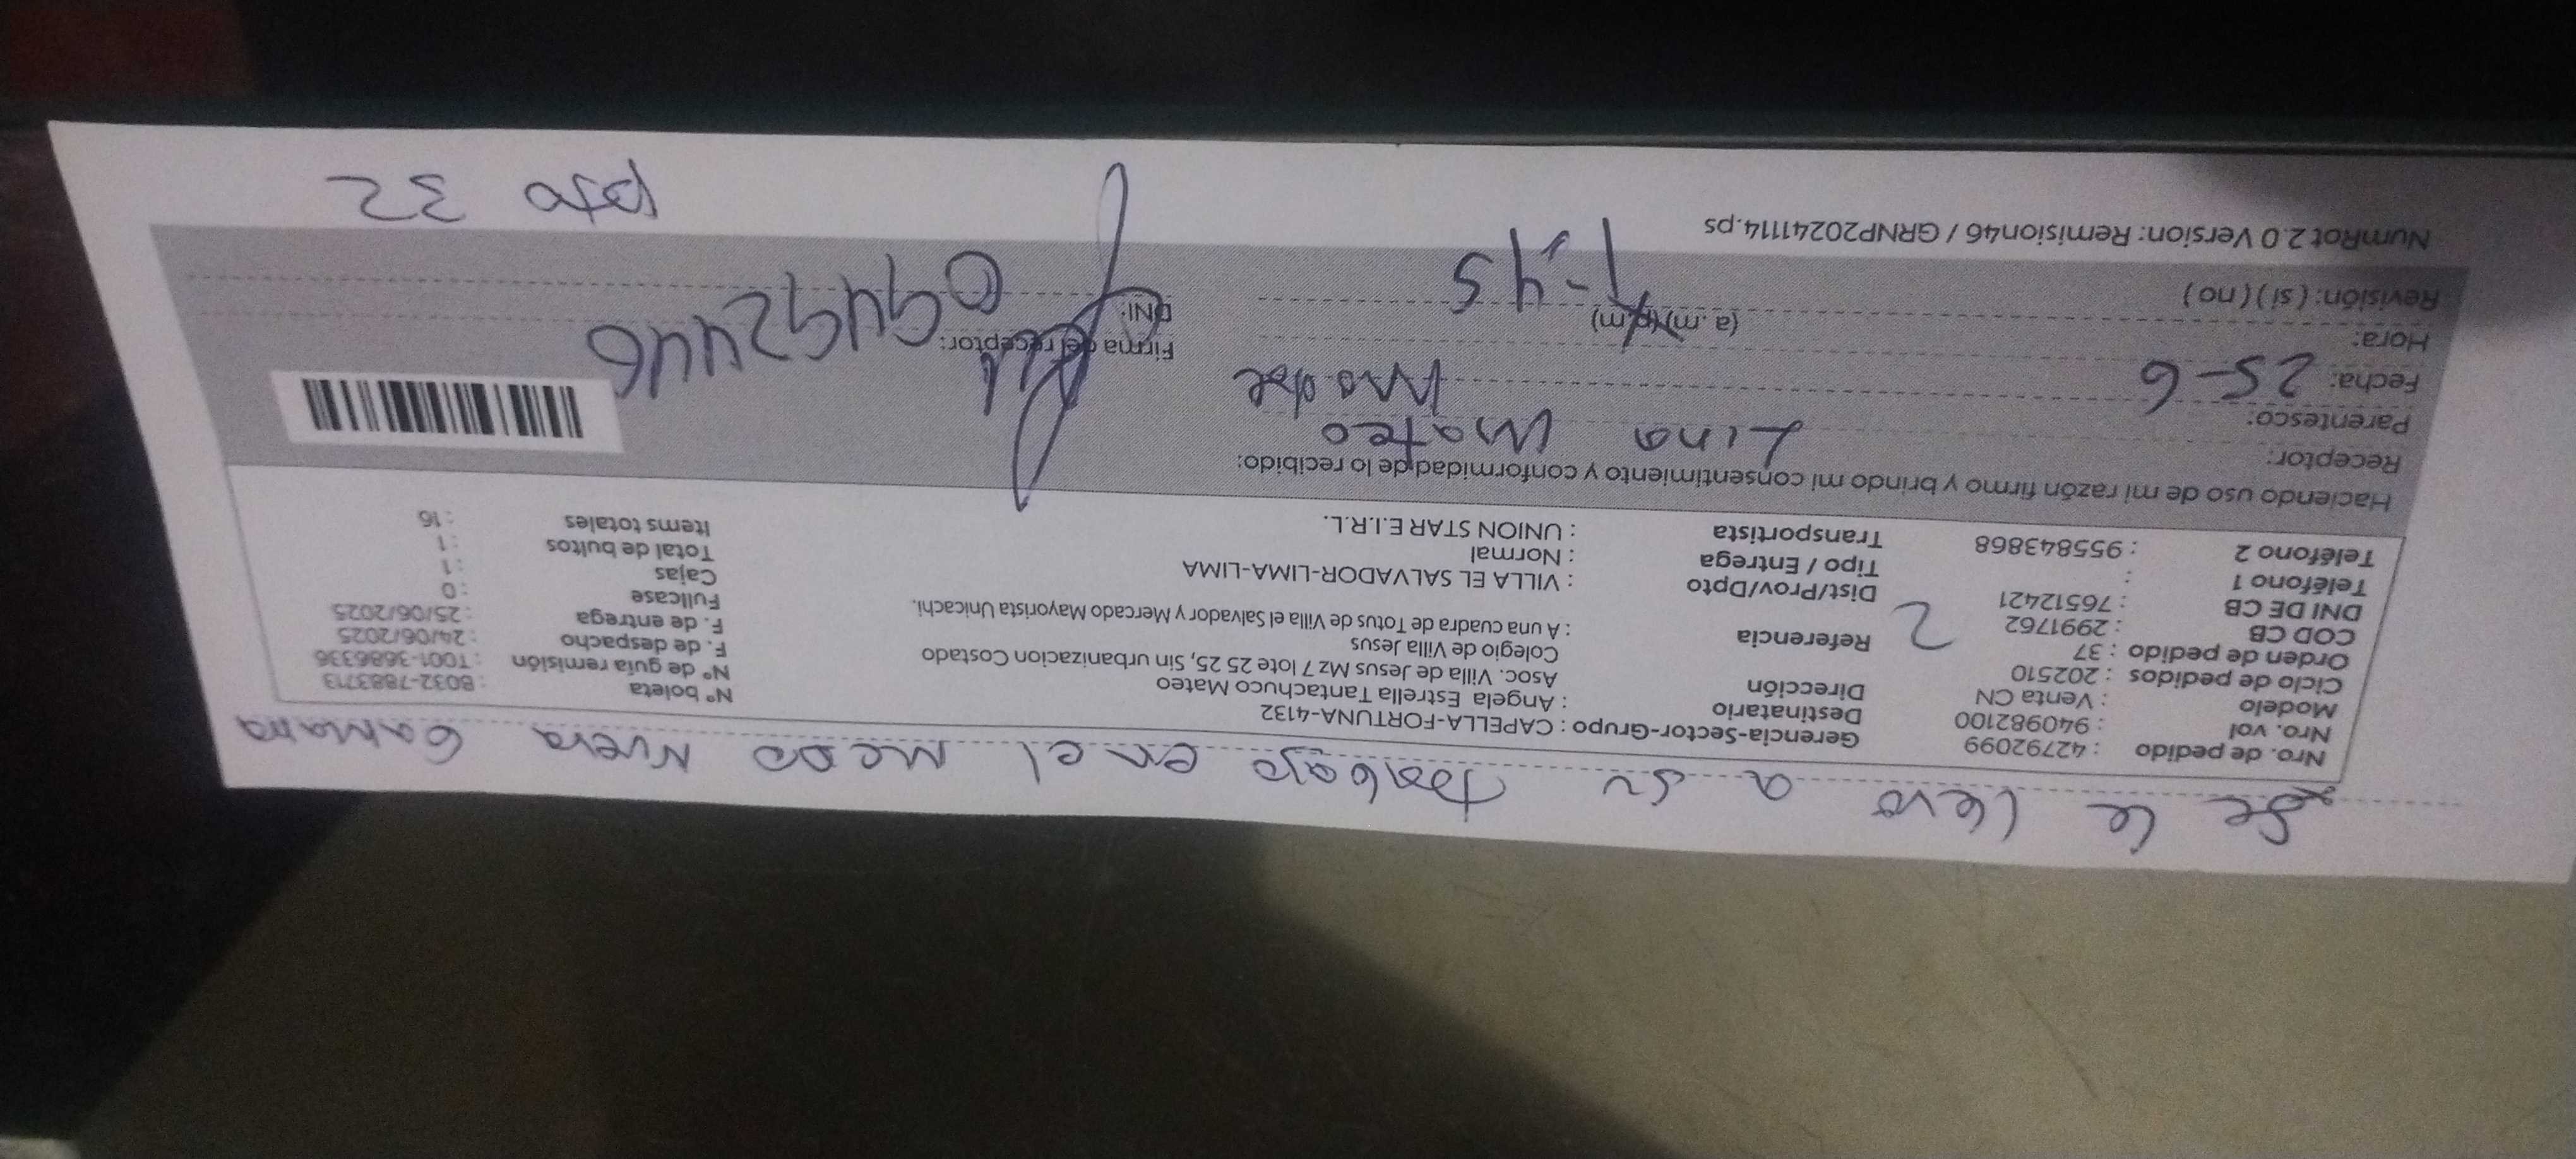 Se le llevo a su trabajo en el Mcdo Nueva Gamarra
Nro. de pedido : 42792099
Nro. vol : 940982100
Modelo : Venta CN
Ciclo de pedidos : 202510
Orden de pedido : 37
COD CB : 2991762
DNI DE CB : 76512421
Teléfono 1 :
Teléfono 2 : 955843868
Gerencia-Sector-Grupo : CAPELLA-FORTUNA-4132
Destinatario : Angela Estrella Tantachuco Mateo
Dirección Asoc. Villa de Jesus Mz 7 lote 25 25, Sin urbanizacion Costado
Colegio de Villa Jesus
Referencia : A una cuadra de Totus de Villa el Salvador y Mercado Mayorista Unicachi.
2
Dist/Prov/Dpto : VILLA EL SALVADOR-LIMA-LIMA
Tipo / Entrega : Normal
Transportista : UNION STAR E.I.R.L.
N° boleta : B032-7883713
N° de guía remisión : T001-3686336
F. de despacho : 24/06/2025
F. de entrega : 25/06/2025
Fullcase : 0
Cajas : 1
Total de bultos : 1
Items totales : 16
Haciendo uso de mi razón firmo y brindo mi consentimiento y conformidad de lo recibido:
Receptor: Lina Mateo
Parentesco: Madre
Fecha: 25-6
Hora: (a.m) (p.m) 1-45
Revisión: ( si ) ( no )
Firma del receptor:
DNI: 09492446
NumRot 2.0 Version: Remision46 / GRNP20241114.ps
pto 32